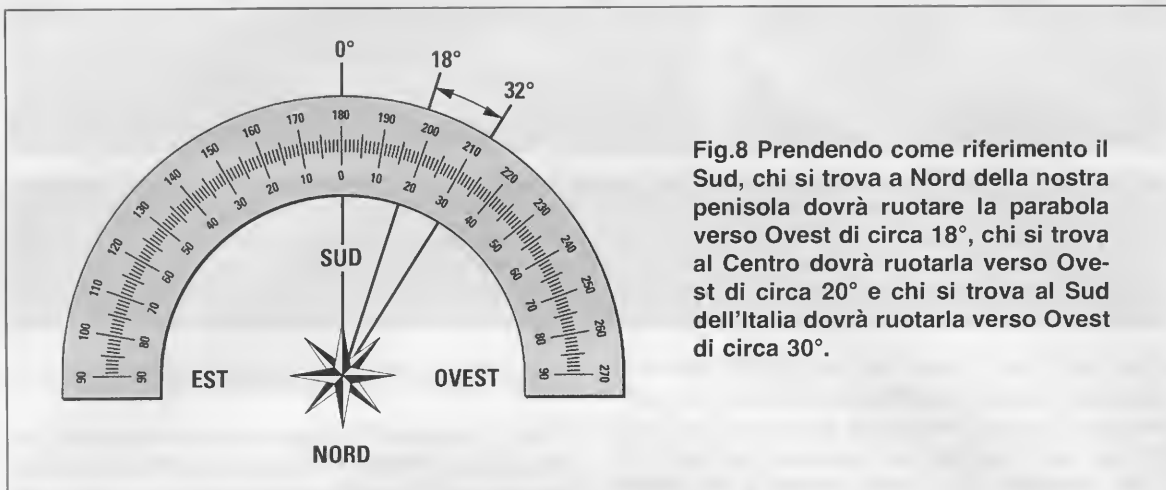 0°
18°
32°
90 100 110 120 130 140 150 160 170 180 190 200 210 220 230 240 250 260 270
90 80 70 60 50 40 30 20 10 0 10 20 30 40 50 60 70 80 90
SUD
EST
OVEST
NORD
Fig.8 Prendendo come riferimento il
Sud, chi si trova a Nord della nostra
penisola dovrà ruotare la parabola
verso Ovest di circa 18°, chi si trova
al Centro dovrà ruotarla verso Ove-
st di circa 20° e chi si trova al Sud
dell'Italia dovrà ruotarla verso Ovest
di circa 30°.